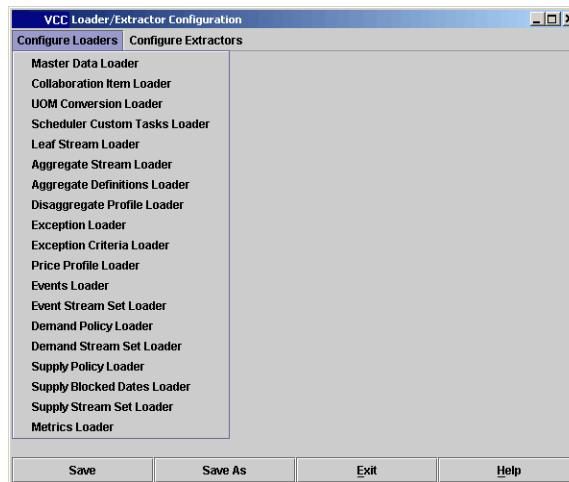 VCC Loader/Extractor Configuration
Configure Loaders Configure Extractors
Master Data Loader
Collaboration Item Loader
UOM Conversion Loader
Scheduler Custom Tasks Loader
Leaf Stream Loader
Aggregate Stream Loader
Aggregate Definitions Loader
Disaggregate Profile Loader
Exception Loader
Exception Criteria Loader
Price Profile Loader
Events Loader
Event Stream Set Loader
Demand Policy Loader
Demand Stream Set Loader
Supply Policy Loader
Supply Blocked Dates Loader
Supply Stream Set Loader
Metrics Loader
Save Save As Exit Help